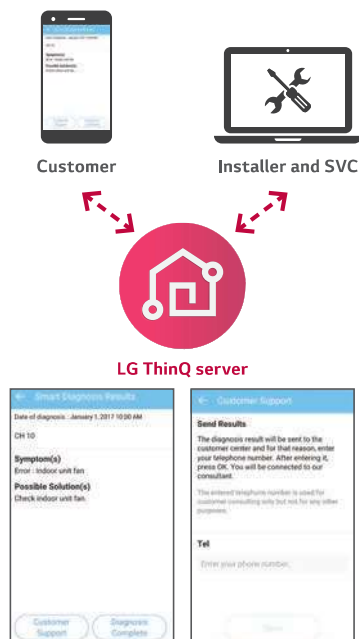 Customer
Installer and SVC
LG ThinQ server
Smart Diagnosis Results
Date of diagnosis : January 1, 2017 10:00 AM
CH 10
Symptom(s)
Error : Indoor unit fan
Possible Solution(s)
Check indoor unit fan.
Customer
Support
Diagnosis
Complete
Customer Support
Send Results
The diagnosis result will be sent to the
customer center and for that reason, enter
your telephone number. After entering it,
press OK. You will be connected to our
consultant.
The entered telephone number is used for
customer consulting only but not for any other
purposes.
Tel
Enter your phone number.